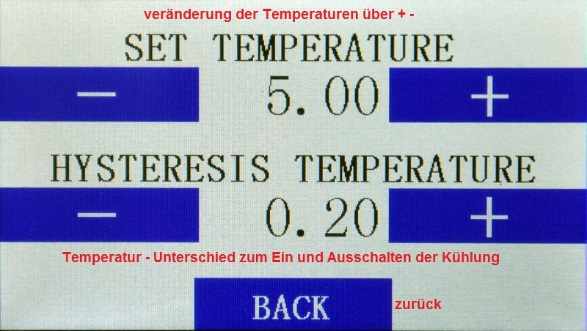 veränderung der Temperaturen über + -
SET TEMPERATURE
— 5.00 +
HYSTERESIS TEMPERATURE
— 0.20 +
Temperatur - Unterschied zum Ein und Ausschalten der Kühlung
BACK zurück